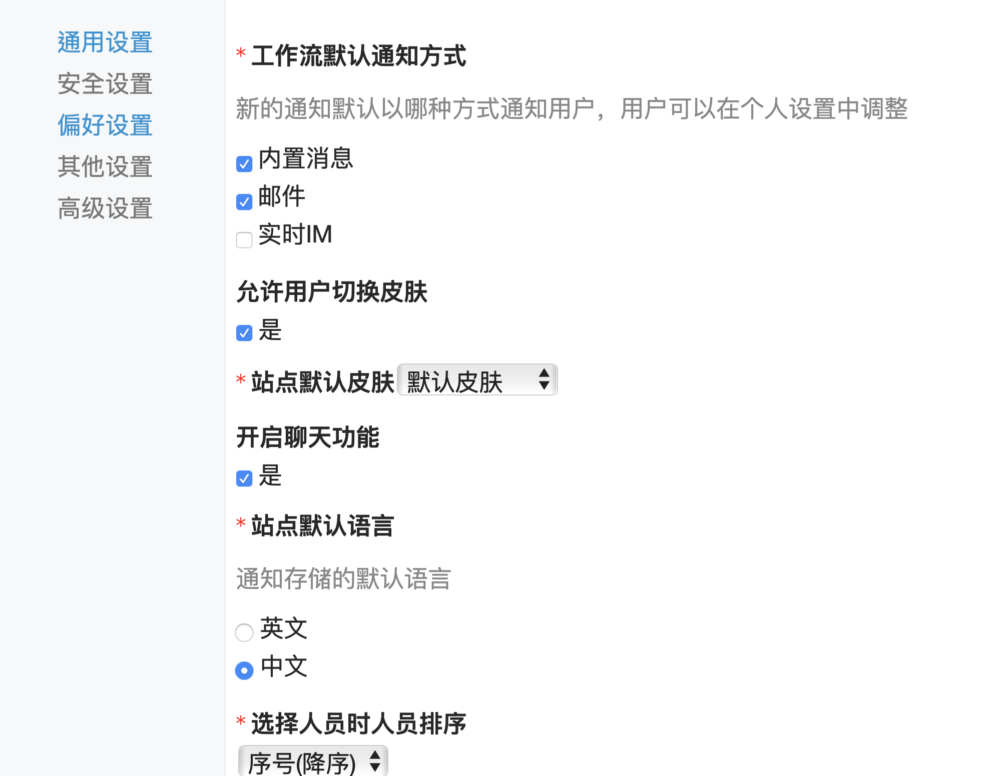 通用设置
安全设置
偏好设置
其他设置
高级设置
* 工作流默认通知方式
新的通知默认以哪种方式通知用户，用户可以在个人设置中调整
内置消息
邮件
实时IM
允许用户切换皮肤
是
* 站点默认皮肤 默认皮肤
开启聊天功能
是
* 站点默认语言
通知存储的默认语言
英文
中文
* 选择人员时人员排序
序号(降序)